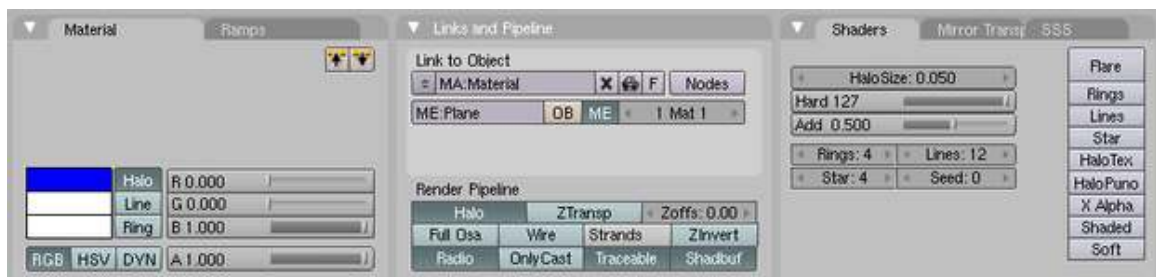 Material
Ramps
Halo R 0.000
Line G 0.000
Ring B 1.000
RGB HSV DYN A 1.000
Links and Pipeline
Link to Object
MA:Material X F Nodes
ME:Plane OB ME 1 Mat 1
Render Pipeline
Halo ZTransp Zoffs: 0.00
Full Osa Wire Strands ZInvert
Radio OnlyCast Traceable Shadbuf
Shaders Mirror Transp SSS
HaloSize: 0.050
Hard 127
Add 0.500
Rings: 4 Lines: 12
Star: 4 Seed: 0
Flare
Rings
Lines
Star
HaloTex
HaloPuno
X Alpha
Shaded
Soft